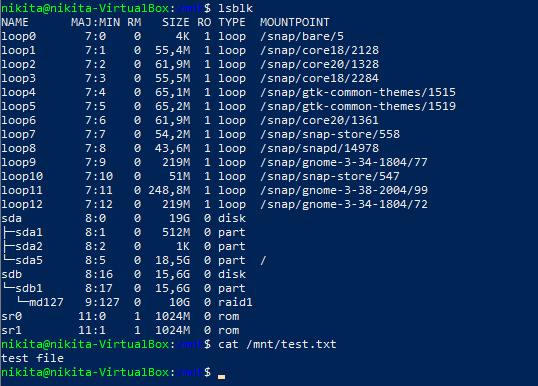 nikita@nikita-VirtualBox:/mnt$ lsblk
NAME      MAJ:MIN RM   SIZE RO TYPE  MOUNTPOINT
loop0       7:0    0     4K  1 loop  /snap/bare/5
loop1       7:1    0  55,4M  1 loop  /snap/core18/2128
loop2       7:2    0  61,9M  1 loop  /snap/core20/1328
loop3       7:3    0  55,5M  1 loop  /snap/core18/2284
loop4       7:4    0  65,1M  1 loop  /snap/gtk-common-themes/1515
loop5       7:5    0  65,2M  1 loop  /snap/gtk-common-themes/1519
loop6       7:6    0  61,9M  1 loop  /snap/core20/1361
loop7       7:7    0  54,2M  1 loop  /snap/snap-store/558
loop8       7:8    0  43,6M  1 loop  /snap/snapd/14978
loop9       7:9    0   219M  1 loop  /snap/gnome-3-34-1804/77
loop10      7:10   0    51M  1 loop  /snap/snap-store/547
loop11      7:11   0 248,8M  1 loop  /snap/gnome-3-38-2004/99
loop12      7:12   0   219M  1 loop  /snap/gnome-3-34-1804/72
sda         8:0    0    19G  0 disk
├─sda1      8:1    0   512M  0 part
├─sda2      8:2    0     1K  0 part
└─sda5      8:5    0  18,5G  0 part  /
sdb         8:16   0  15,6G  0 disk
└─sdb1      8:17   0  15,6G  0 part
  └─md127   9:127  0    10G  0 raid1
sr0        11:0    1  1024M  0 rom
sr1        11:1    1  1024M  0 rom
nikita@nikita-VirtualBox:/mnt$ cat /mnt/test.txt
test file
nikita@nikita-VirtualBox:/mnt$